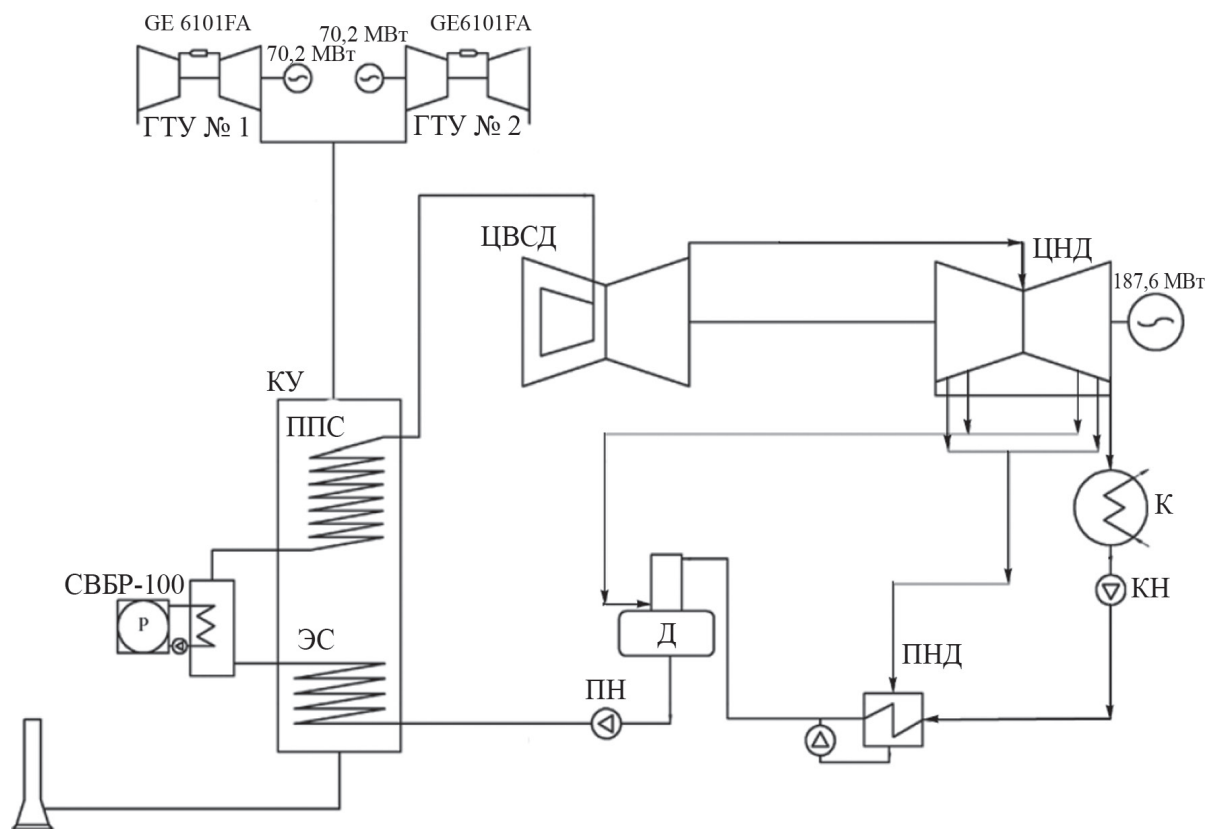 GE 6101FA
70,2 МВт
GE6101FA
70,2 МВт
ГТУ № 1
ГТУ № 2
ЦВСД
ЦНД
187,6 МВт
КУ
ППС
К
СВБР-100
Р
КН
ЭС
Д
ПНД
ПН